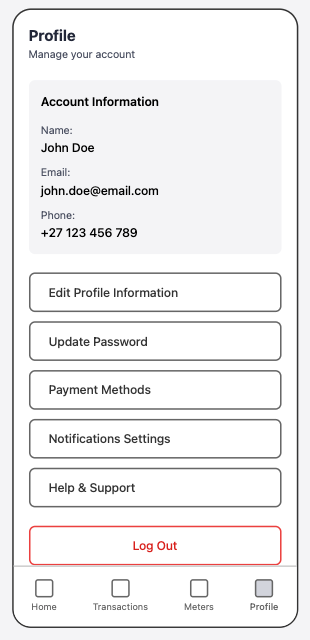 Profile
Manage your account
Account Information
Name:
John Doe
Email:
john.doe@email.com
Phone:
+27 123 456 789
Edit Profile Information
Update Password
Payment Methods
Notifications Settings
Help & Support
Log Out
Home Transactions Meters Profile